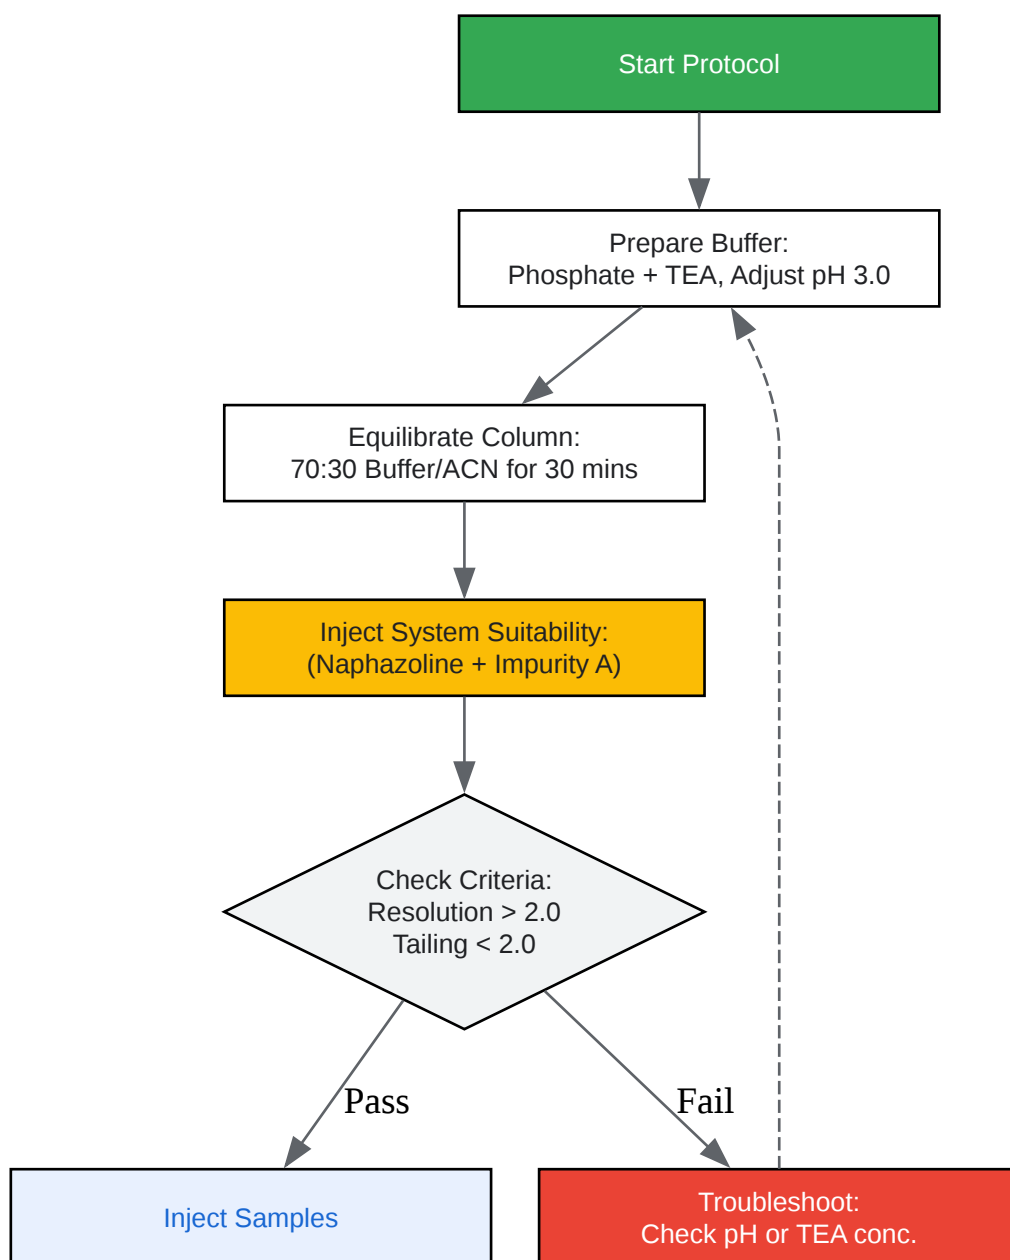 Start Protocol
Prepare Buffer:
Phosphate + TEA, Adjust pH 3.0
Equilibrate Column:
70:30 Buffer/ACN for 30 mins
Inject System Suitability:
(Naphazoline + Impurity A)
Check Criteria:
Resolution > 2.0
Tailing < 2.0
Pass
Fail
Inject Samples
Troubleshoot:
Check pH or TEA conc.